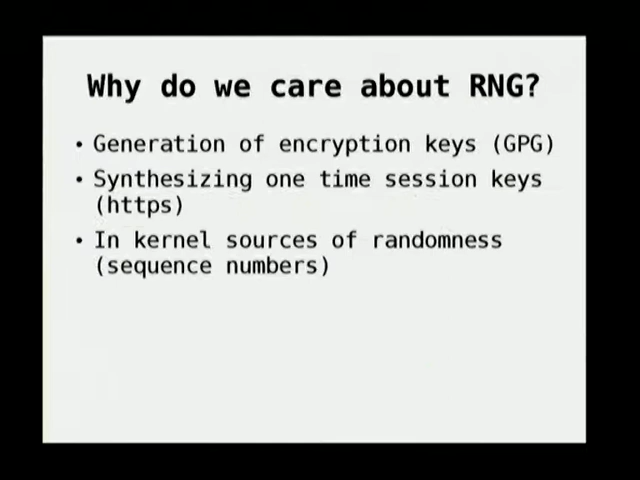 Why do we care about RNG?
• Generation of encryption keys (GPG)
• Synthesizing one time session keys
(https)
• In kernel sources of randomness
(sequence numbers)